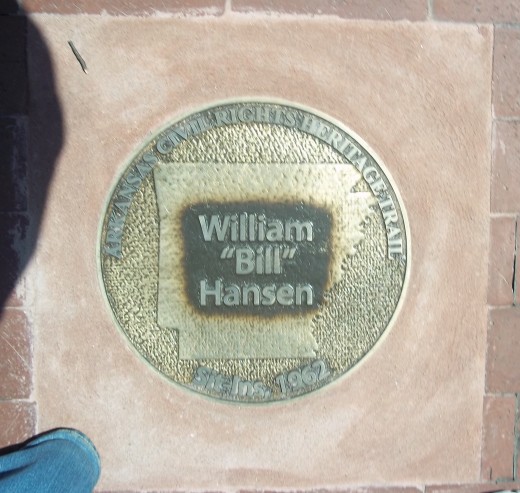 ARKANSAS CIVIL RIGHTS HERITAGE TRAIL
William
"Bill"
Hansen
Sit-Ins, 1962